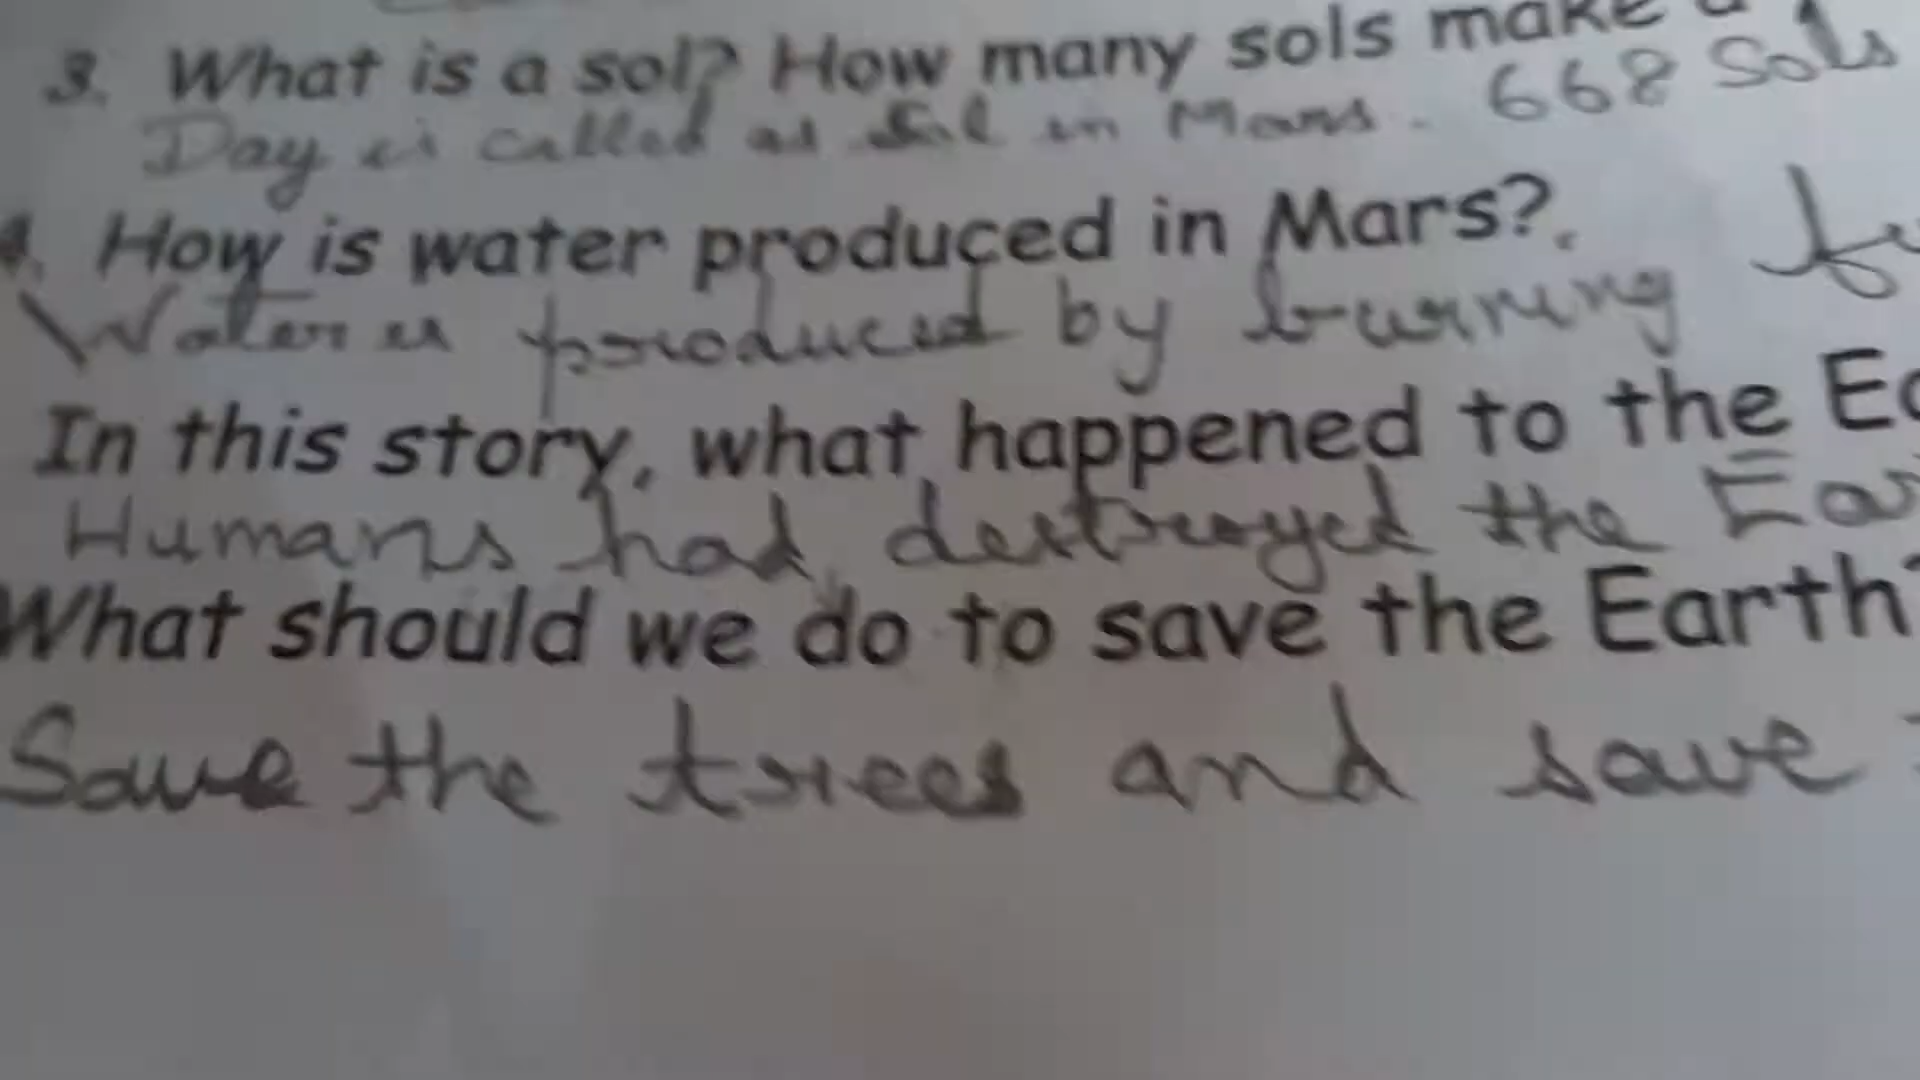 3. What is a sol? How many sols make a
Day is called as Sol in Mars. 668 Sols
4. How is water produced in Mars?
Water is produced by burning
In this story, what happened to the
Humans had destroyed the
What should we do to save the Earth?
Save the trees and save